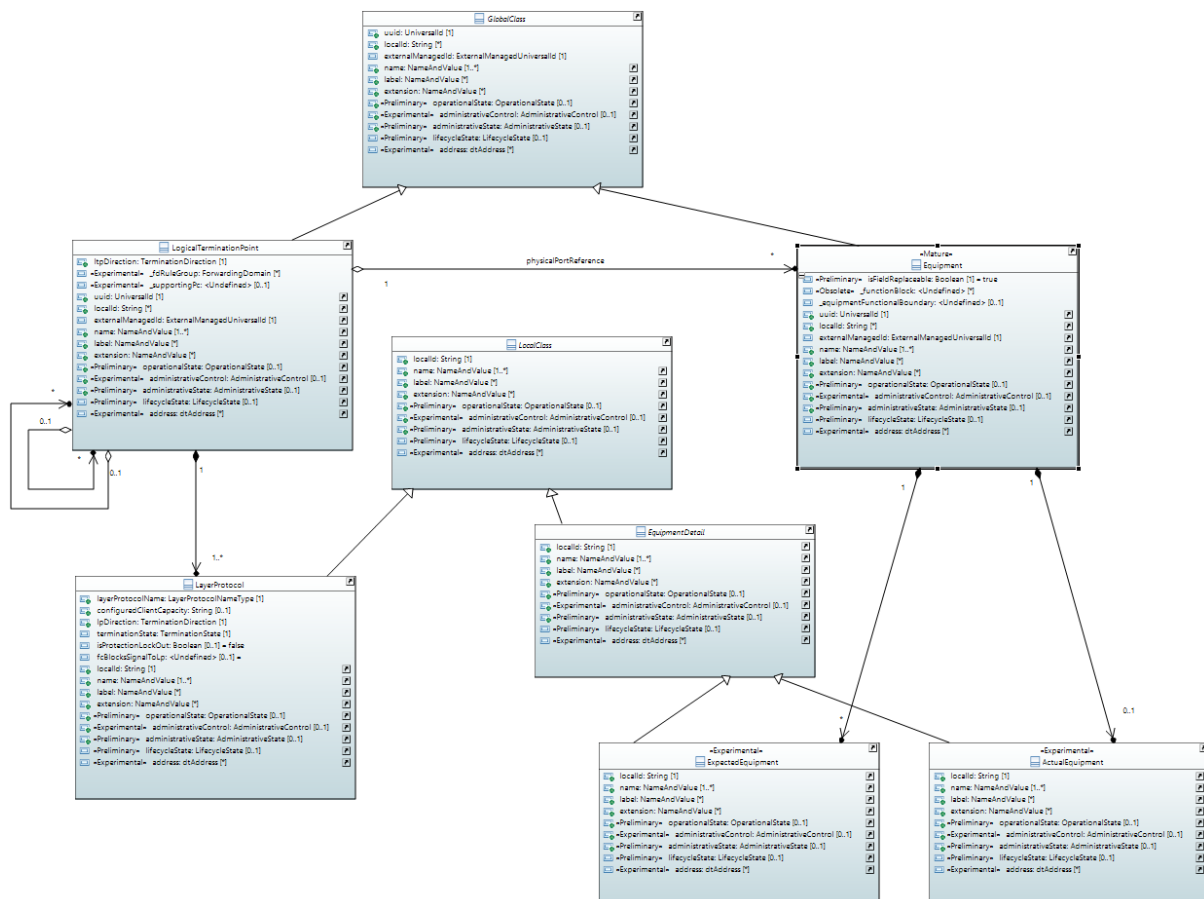 GlobalClass
uuid: UniversalId [1]
localId: String [*]
externalManagedId: ExternalManagedUniversalId [1]
name: NameAndValue [1..*]
label: NameAndValue [*]
extension: NameAndValue [*]
«Preliminary» operationalState: OperationalState [0..1]
«Experimental» administrativeControl: AdministrativeControl [0..1]
«Preliminary» administrativeState: AdministrativeState [0..1]
«Preliminary» lifecycleState: LifecycleState [0..1]
«Experimental» address: dtAddress [*]
LogicalTerminationPoint
ltpDirection: TerminationDirection [1]
«Experimental» _fdRuleGroup: ForwardingDomain [*]
«Experimental» _supportingPc: <Undefined> [0..1]
uuid: UniversalId [1]
localId: String [*]
externalManagedId: ExternalManagedUniversalId [1]
name: NameAndValue [1..*]
label: NameAndValue [*]
extension: NameAndValue [*]
«Preliminary» operationalState: OperationalState [0..1]
«Experimental» administrativeControl: AdministrativeControl [0..1]
«Preliminary» administrativeState: AdministrativeState [0..1]
«Preliminary» lifecycleState: LifecycleState [0..1]
«Experimental» address: dtAddress [*]
physicalPortReference
*
1
«Mature»
Equipment
«Preliminary» isFieldReplaceable: Boolean [1] = true
«Obsolete» _functionBlock: <Undefined> [*]
_equipmentFunctionalBoundary: <Undefined> [0..1]
uuid: UniversalId [1]
localId: String [*]
externalManagedId: ExternalManagedUniversalId [1]
name: NameAndValue [1..*]
label: NameAndValue [*]
extension: NameAndValue [*]
«Preliminary» operationalState: OperationalState [0..1]
«Experimental» administrativeControl: AdministrativeControl [0..1]
«Preliminary» administrativeState: AdministrativeState [0..1]
«Preliminary» lifecycleState: LifecycleState [0..1]
«Experimental» address: dtAddress [*]
LocalClass
localId: String [1]
name: NameAndValue [1..*]
label: NameAndValue [*]
extension: NameAndValue [*]
«Preliminary» operationalState: OperationalState [0..1]
«Experimental» administrativeControl: AdministrativeControl [0..1]
«Preliminary» administrativeState: AdministrativeState [0..1]
«Preliminary» lifecycleState: LifecycleState [0..1]
«Experimental» address: dtAddress [*]
*
0..1
*
0..1
1
1..*
1
1
EquipmentDetail
localId: String [1]
name: NameAndValue [1..*]
label: NameAndValue [*]
extension: NameAndValue [*]
«Preliminary» operationalState: OperationalState [0..1]
«Experimental» administrativeControl: AdministrativeControl [0..1]
«Preliminary» administrativeState: AdministrativeState [0..1]
«Preliminary» lifecycleState: LifecycleState [0..1]
«Experimental» address: dtAddress [*]
LayerProtocol
layerProtocolName: LayerProtocolNameType [1]
configuredClientCapacity: String [0..1]
lpDirection: TerminationDirection [1]
terminationState: TerminationState [1]
isProtectionLockOut: Boolean [0..1] = false
fcBlocksSignalToLp: <Undefined> [0..1] =
localId: String [1]
name: NameAndValue [1..*]
label: NameAndValue [*]
extension: NameAndValue [*]
«Preliminary» operationalState: OperationalState [0..1]
«Experimental» administrativeControl: AdministrativeControl [0..1]
«Preliminary» administrativeState: AdministrativeState [0..1]
«Preliminary» lifecycleState: LifecycleState [0..1]
«Experimental» address: dtAddress [*]
*
0..1
«Experimental»
ExpectedEquipment
localId: String [1]
name: NameAndValue [1..*]
label: NameAndValue [*]
extension: NameAndValue [*]
«Preliminary» operationalState: OperationalState [0..1]
«Experimental» administrativeControl: AdministrativeControl [0..1]
«Preliminary» administrativeState: AdministrativeState [0..1]
«Preliminary» lifecycleState: LifecycleState [0..1]
«Experimental» address: dtAddress [*]
«Experimental»
ActualEquipment
localId: String [1]
name: NameAndValue [1..*]
label: NameAndValue [*]
extension: NameAndValue [*]
«Preliminary» operationalState: OperationalState [0..1]
«Experimental» administrativeControl: AdministrativeControl [0..1]
«Preliminary» administrativeState: AdministrativeState [0..1]
«Preliminary» lifecycleState: LifecycleState [0..1]
«Experimental» address: dtAddress [*]